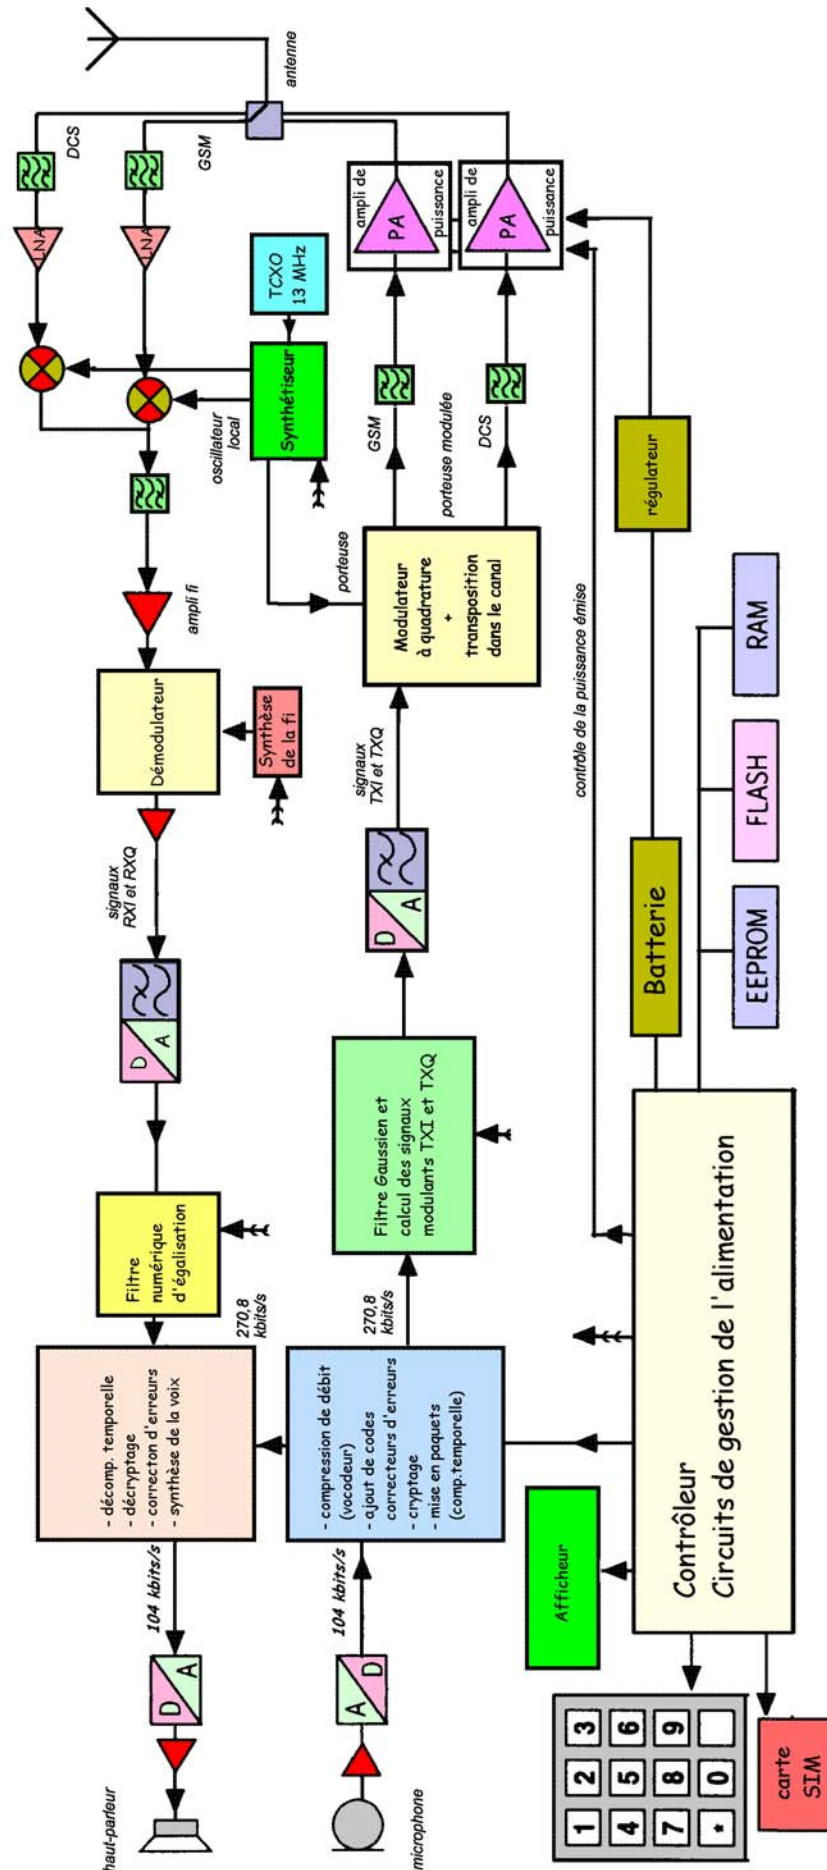 antenne
DCS
GSM
LNA
LNA
TCXO
13 MHz
Synthétiseur
oscillateur
local
ampli de
PA
puissance
ampli de
PA
puissance
GSM
DCS
porteuse modulée
porteuse
Modulateur
à quadrature
+
transposition
dans le canal
ampli fi
Démodulateur
Synthèse
de la fi
signaux
RXI et RXQ
signaux
TXI et TXQ
D
A
D
A
Filtre
numérique
d'égalisation
Filtre Gaussien et
calcul des signaux
modulants TXI et TXQ
270,8
kbits/s
270,8
kbits/s
- décomp. temporelle
- décryptage
- correcton d'erreurs
- synthèse de la voix
- compression de débit
(vocodeur)
- ajout de codes
correcteurs d'erreurs
- cryptage
- mise en paquets
(comp.temporelle)
104 kbits/s
104 kbits/s
D
A
A
D
haut-parleur
microphone
contrôle de la puissance émise
régulateur
Batterie
RAM
FLASH
EEPROM
Contrôleur
Circuits de gestion de l'alimentation
Afficheur
1 2 3
4 5 6
7 8 9
* 0
carte
SIM